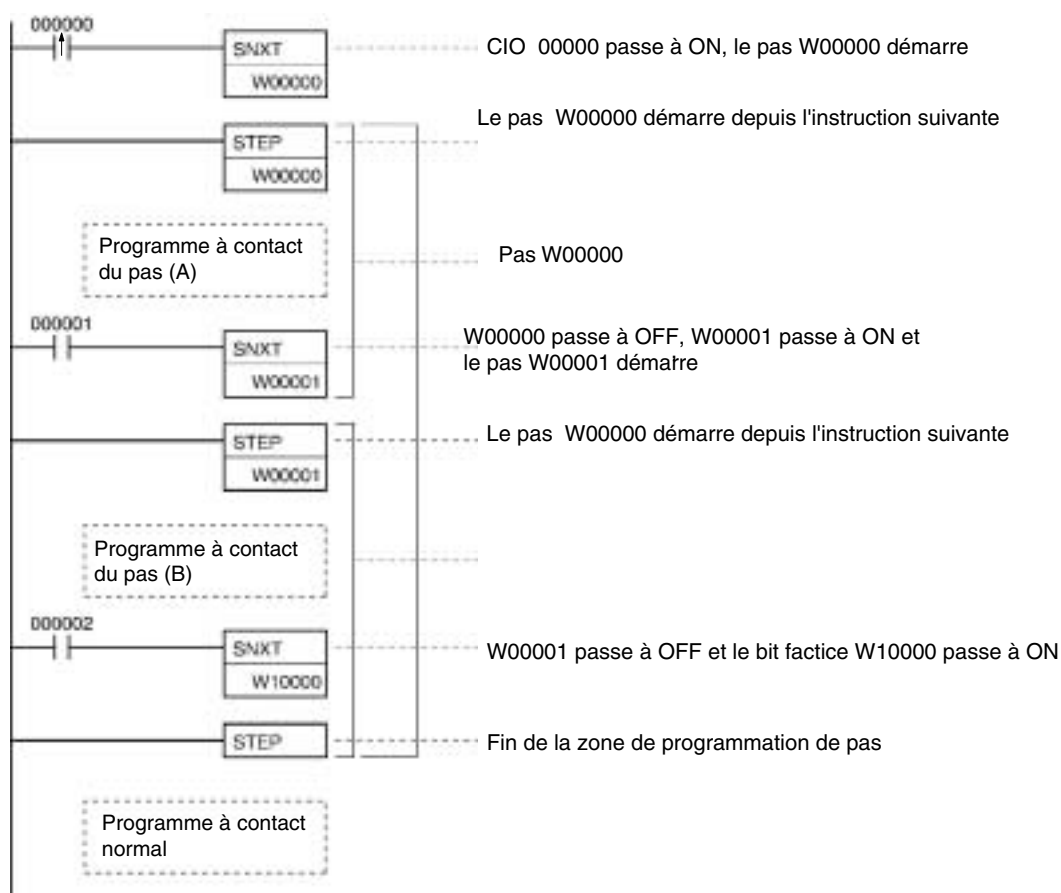 000000
SNXT
W00000
CIO 00000 passe à ON, le pas W00000 démarre
Le pas W00000 démarre depuis l'instruction suivante
STEP
W00000
Programme à contact
du pas (A)
Pas W00000
000001
SNXT
W00001
W00000 passe à OFF, W00001 passe à ON et
le pas W00001 démarre
STEP
W00001
Le pas W00000 démarre depuis l'instruction suivante
Programme à contact
du pas (B)
000002
SNXT
W10000
W00001 passe à OFF et le bit factice W10000 passe à ON
STEP
Fin de la zone de programmation de pas
Programme à contact
normal